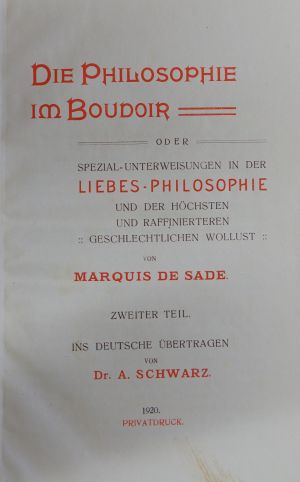 DIE PHILOSOPHIE
IM BOUDOIR
ODER
SPEZIAL-UNTERWEISUNGEN IN DER
LIEBES-PHILOSOPHIE
UND DER HÖCHSTEN
UND RAFFJNIERTEREN
:: GESCHLECHTLICHEN WOLLUST ::
VON
MARQUIS DE SADE.
ZWEITER TEIL.
INS DEUTSCHE ÜBERTRAGEN
VON
DR. A. SCHWARZ.
1920.
PRIVATDRUCK.